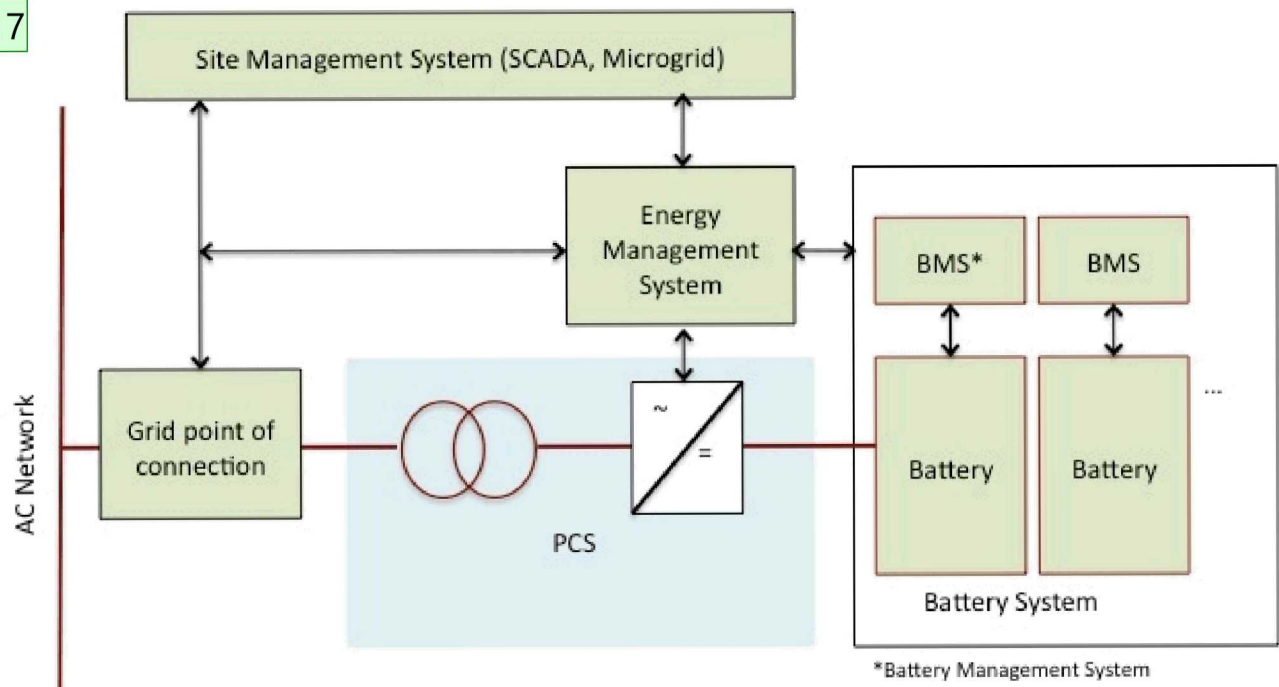 7
Site Management System (SCADA, Microgrid)
Energy
Management
System
BMS*
BMS
AC Network
Grid point of
connection
~
=
PCS
Battery
Battery
...
Battery System
*Battery Management System